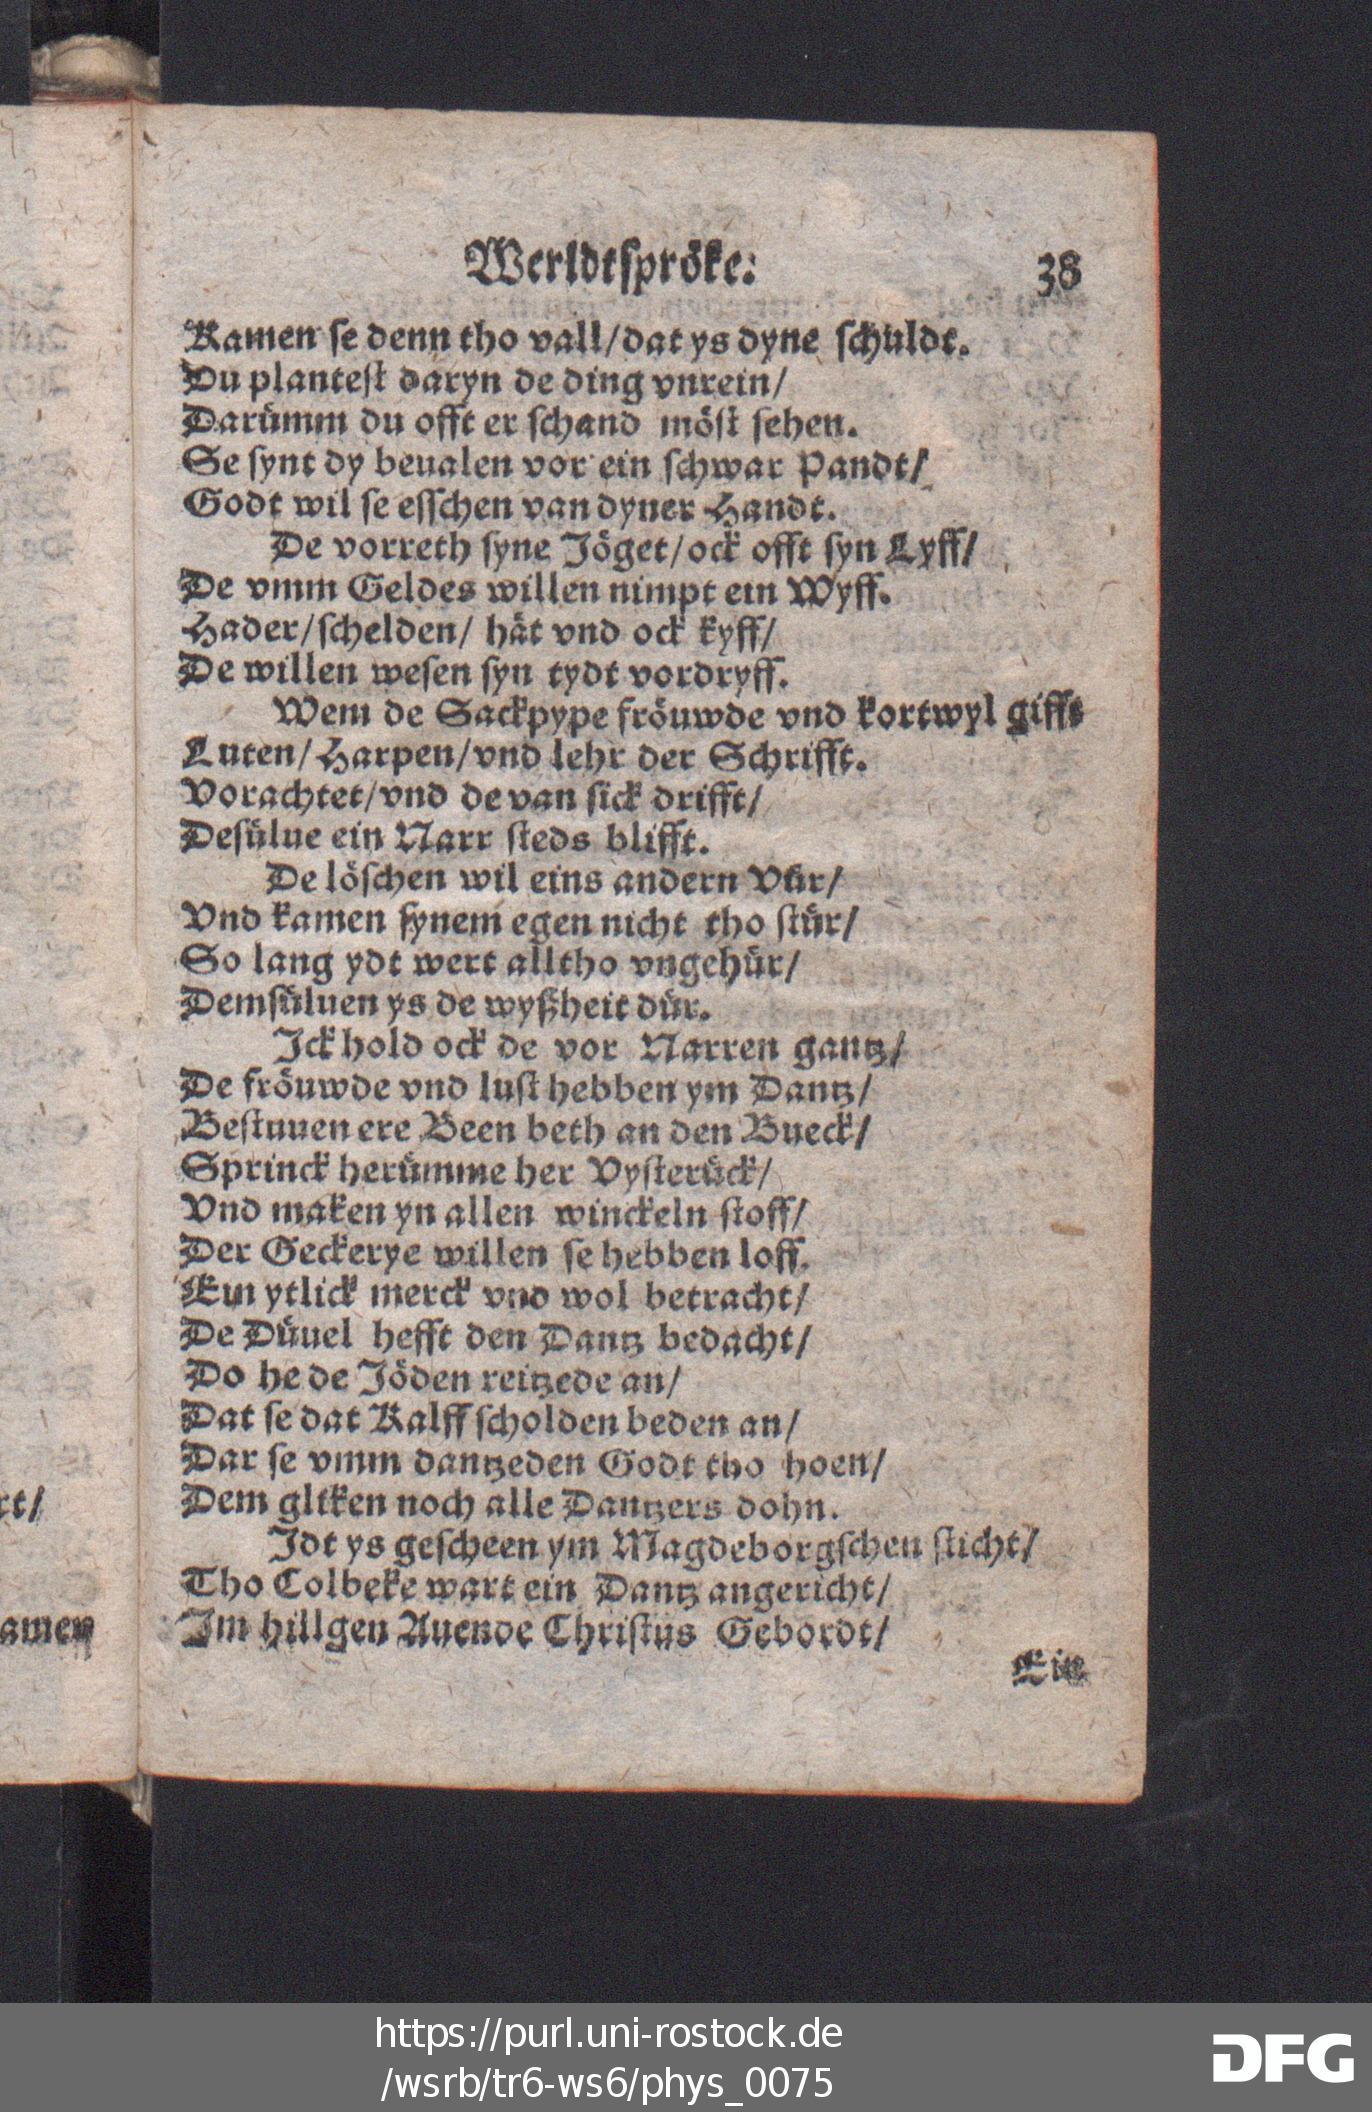 Werldtspröke.
38
Kamen se denn tho vall/dat ys dyne schuldt.
Du plantest daryn de ding vnrein/
Darümm du offt er schand möst sehen.
Se synt dy beualen vor ein schwar Pandt/
Godt wil se esschen van dyner Handt.
De vorreth syne Jöget/ock offt syn Lyff/
De vmm Geldes willen nimpt ein Wyff.
Hader/schelden/ hät vnd ock kyff/
De willen wesen syn tydt vordryff.
Wem de Sackpype fröuwde vnd kortwyl gifft
Luten/Harpen/vnd lehr der Schrifft.
Vorachtet/vnd de van sick drifft/
Desülue ein Narr steds blifft.
De löschen wil eins andern Vür/
Vnd kamen synem egen nicht tho stür/
So lang ydt wert alltho vngehür/
Demsüluen ys de wyßheit dür.
Ick hold ock de vor Narren gantz/
De fröuwde vnd lust hebben ym Dantz/
Bestuuen ere Been beth an den Bueck/
Sprinck herümme her Vysterück/
Vnd maken yn allen winckeln stoff/
Der Geckerye willen se hebben loff.
Ein ytlick merck vnd wol betracht/
De Düuel hefft den Dantz bedacht/
Do he de Jöden reitzede an/
Dat se dat Kalff scholden beden an/
Dar se vmm dantzeden Godt tho hoen/
Dem gliken noch alle Dantzers dohn.
Idt ys gescheen ym Magdeborgschen sticht/
Tho Colbeke wart ein Dantz angericht/
Im hillgen Auende Christus Gebordt/
Ein
rt/
amen
https://purl.uni-rostock.de
/wsrb/tr6-ws6/phys_0075
DFG